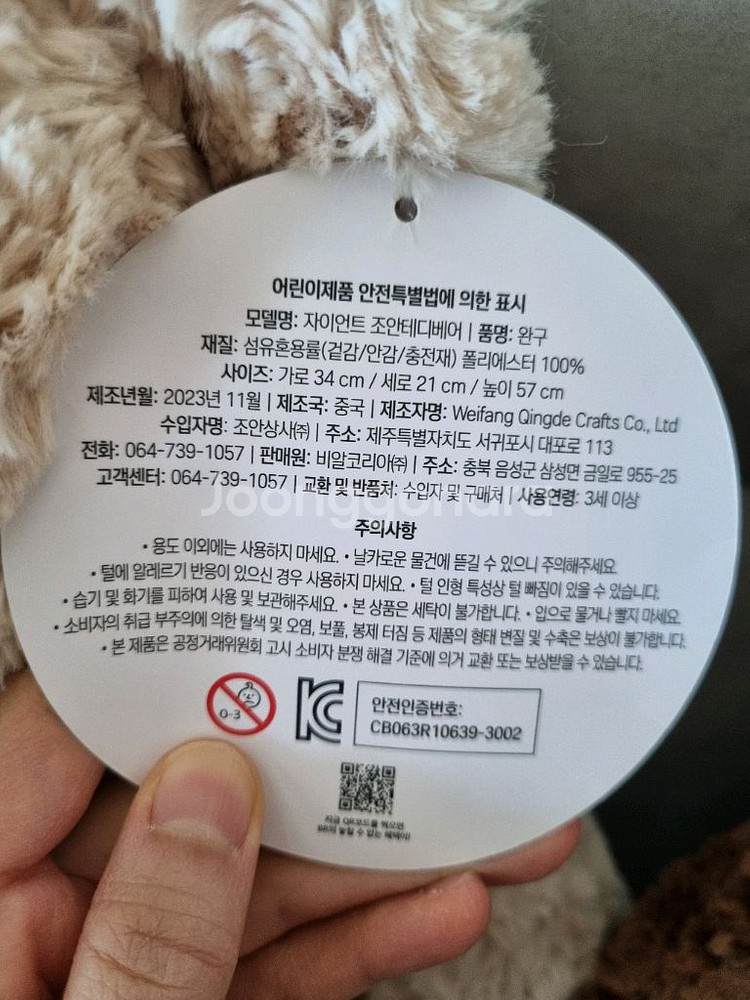 어린이제품 안전특별법에 의한 표시
모델명: 자이언트 조안테디베어 | 품명: 완구
재질: 섬유혼용률(겉감/안감/충전재) 폴리에스터 100%
사이즈: 가로 34 cm / 세로 21 cm / 높이 57 cm
제조년월: 2023년 11월 | 제조국: 중국 | 제조자명: Weifang Qingde Crafts Co., Ltd
수입자명: 조안상사㈜ | 주소: 제주특별자치도 서귀포시 대포로 113
전화: 064-739-1057 | 판매원: 비알코리아㈜ | 주소: 충북 음성군 삼성면 금일로 955-25
고객센터: 064-739-1057 | 교환 및 반품처: 수입자 및 구매처 | 사용연령: 3세 이상
Joonggonara
주의사항
• 용도 이외에는 사용하지 마세요. • 날카로운 물건에 뜯길 수 있으니 주의해주세요.
• 털에 알레르기 반응이 있으신 경우 사용하지 마세요. • 털 인형 특성상 털 빠짐이 있을 수 있습니다.
• 습기 및 화기를 피하여 사용 및 보관해주세요. • 본 상품은 세탁이 불가합니다. • 입으로 물거나 빨지 마세요.
• 소비자의 취급 부주의에 의한 탈색 및 오염, 보풀, 봉제 터짐 등 제품의 형태 변질 및 수축은 보상이 불가합니다.
• 본 제품은 공정거래위원회 고시 소비자 분쟁 해결 기준에 의거 교환 또는 보상받을 수 있습니다.
0-3
KC
안전인증번호:
CB063R10639-3002
지금 QR코드를 찍으면
놓칠 수 없는 혜택이!